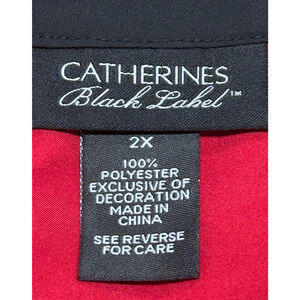 CATHERINES
Black Label™
2X
100%
POLYESTER
EXCLUSIVE OF
DECORATION
MADE IN
CHINA
SEE REVERSE
FOR CARE